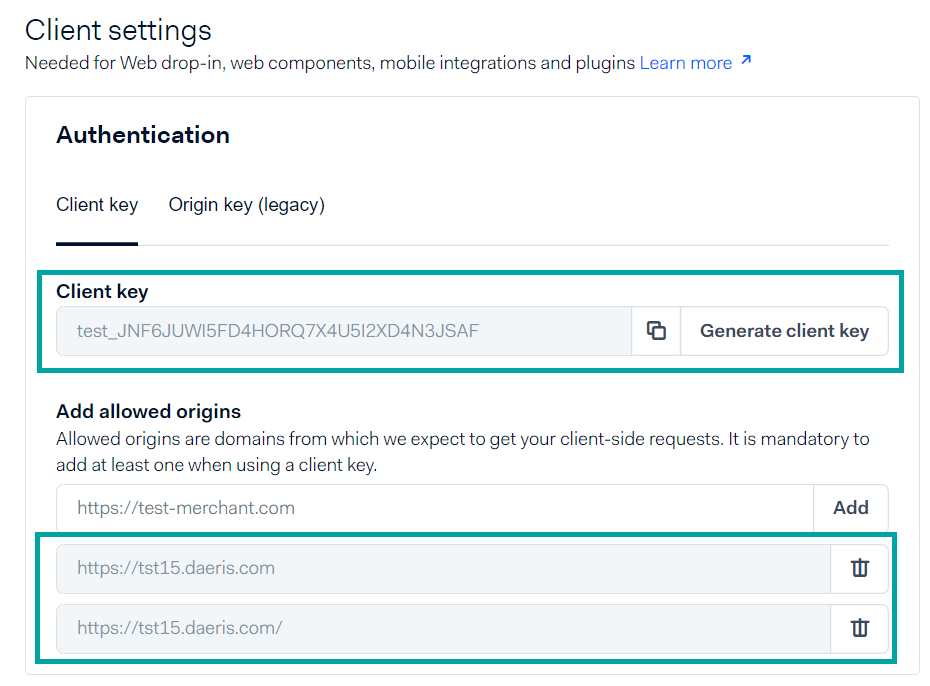 Client settings
Needed for Web drop-in, web components, mobile integrations and plugins Learn more ↗
Authentication
Client key Origin key (legacy)
Client key
test_JNF6JUWI5FD4HORQ7X4U5I2XD4N3JSAF Generate client key
Add allowed origins
Allowed origins are domains from which we expect to get your client-side requests. It is mandatory to
add at least one when using a client key.
https://test-merchant.com Add
https://tst15.daeris.com
https://tst15.daeris.com/